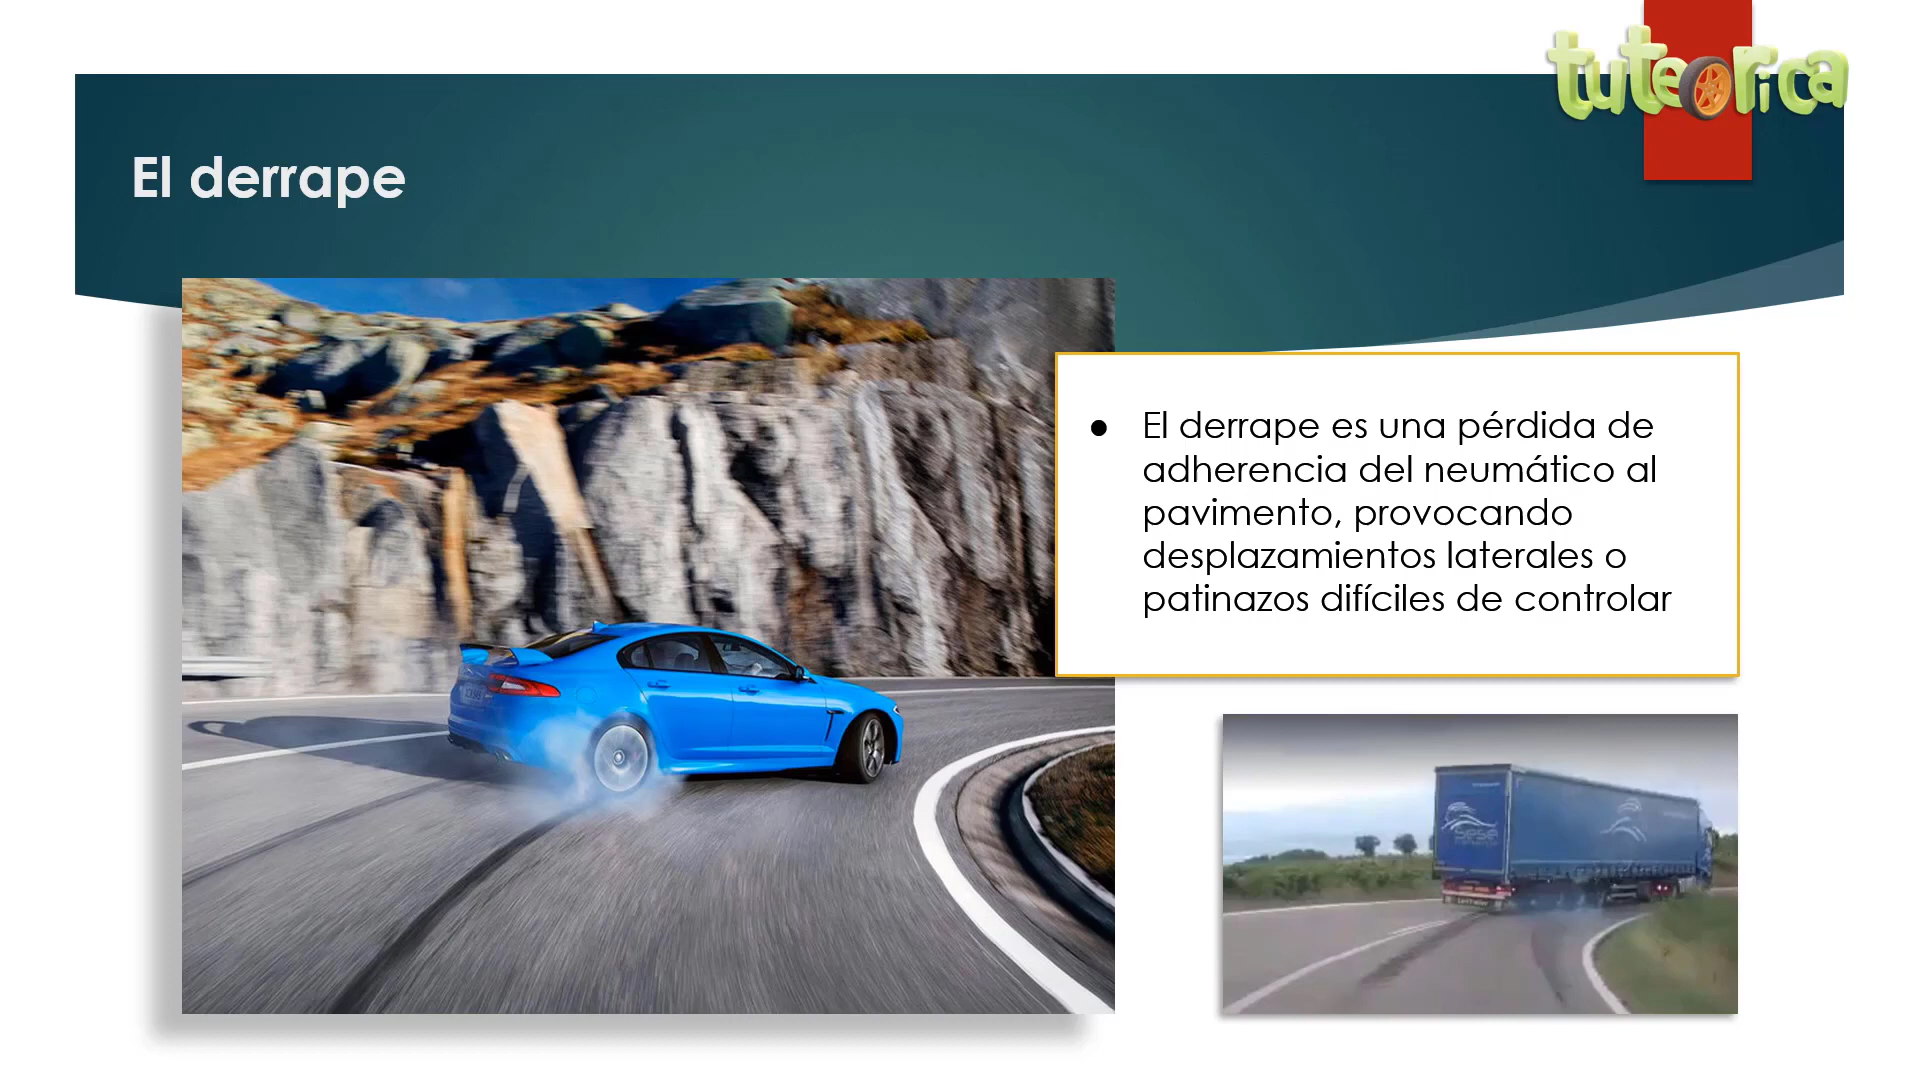 tuteorica
El derrape
● El derrape es una pérdida de
adherencia del neumático al
pavimento, provocando
desplazamientos laterales o
patinazos difíciles de controlar
sesé